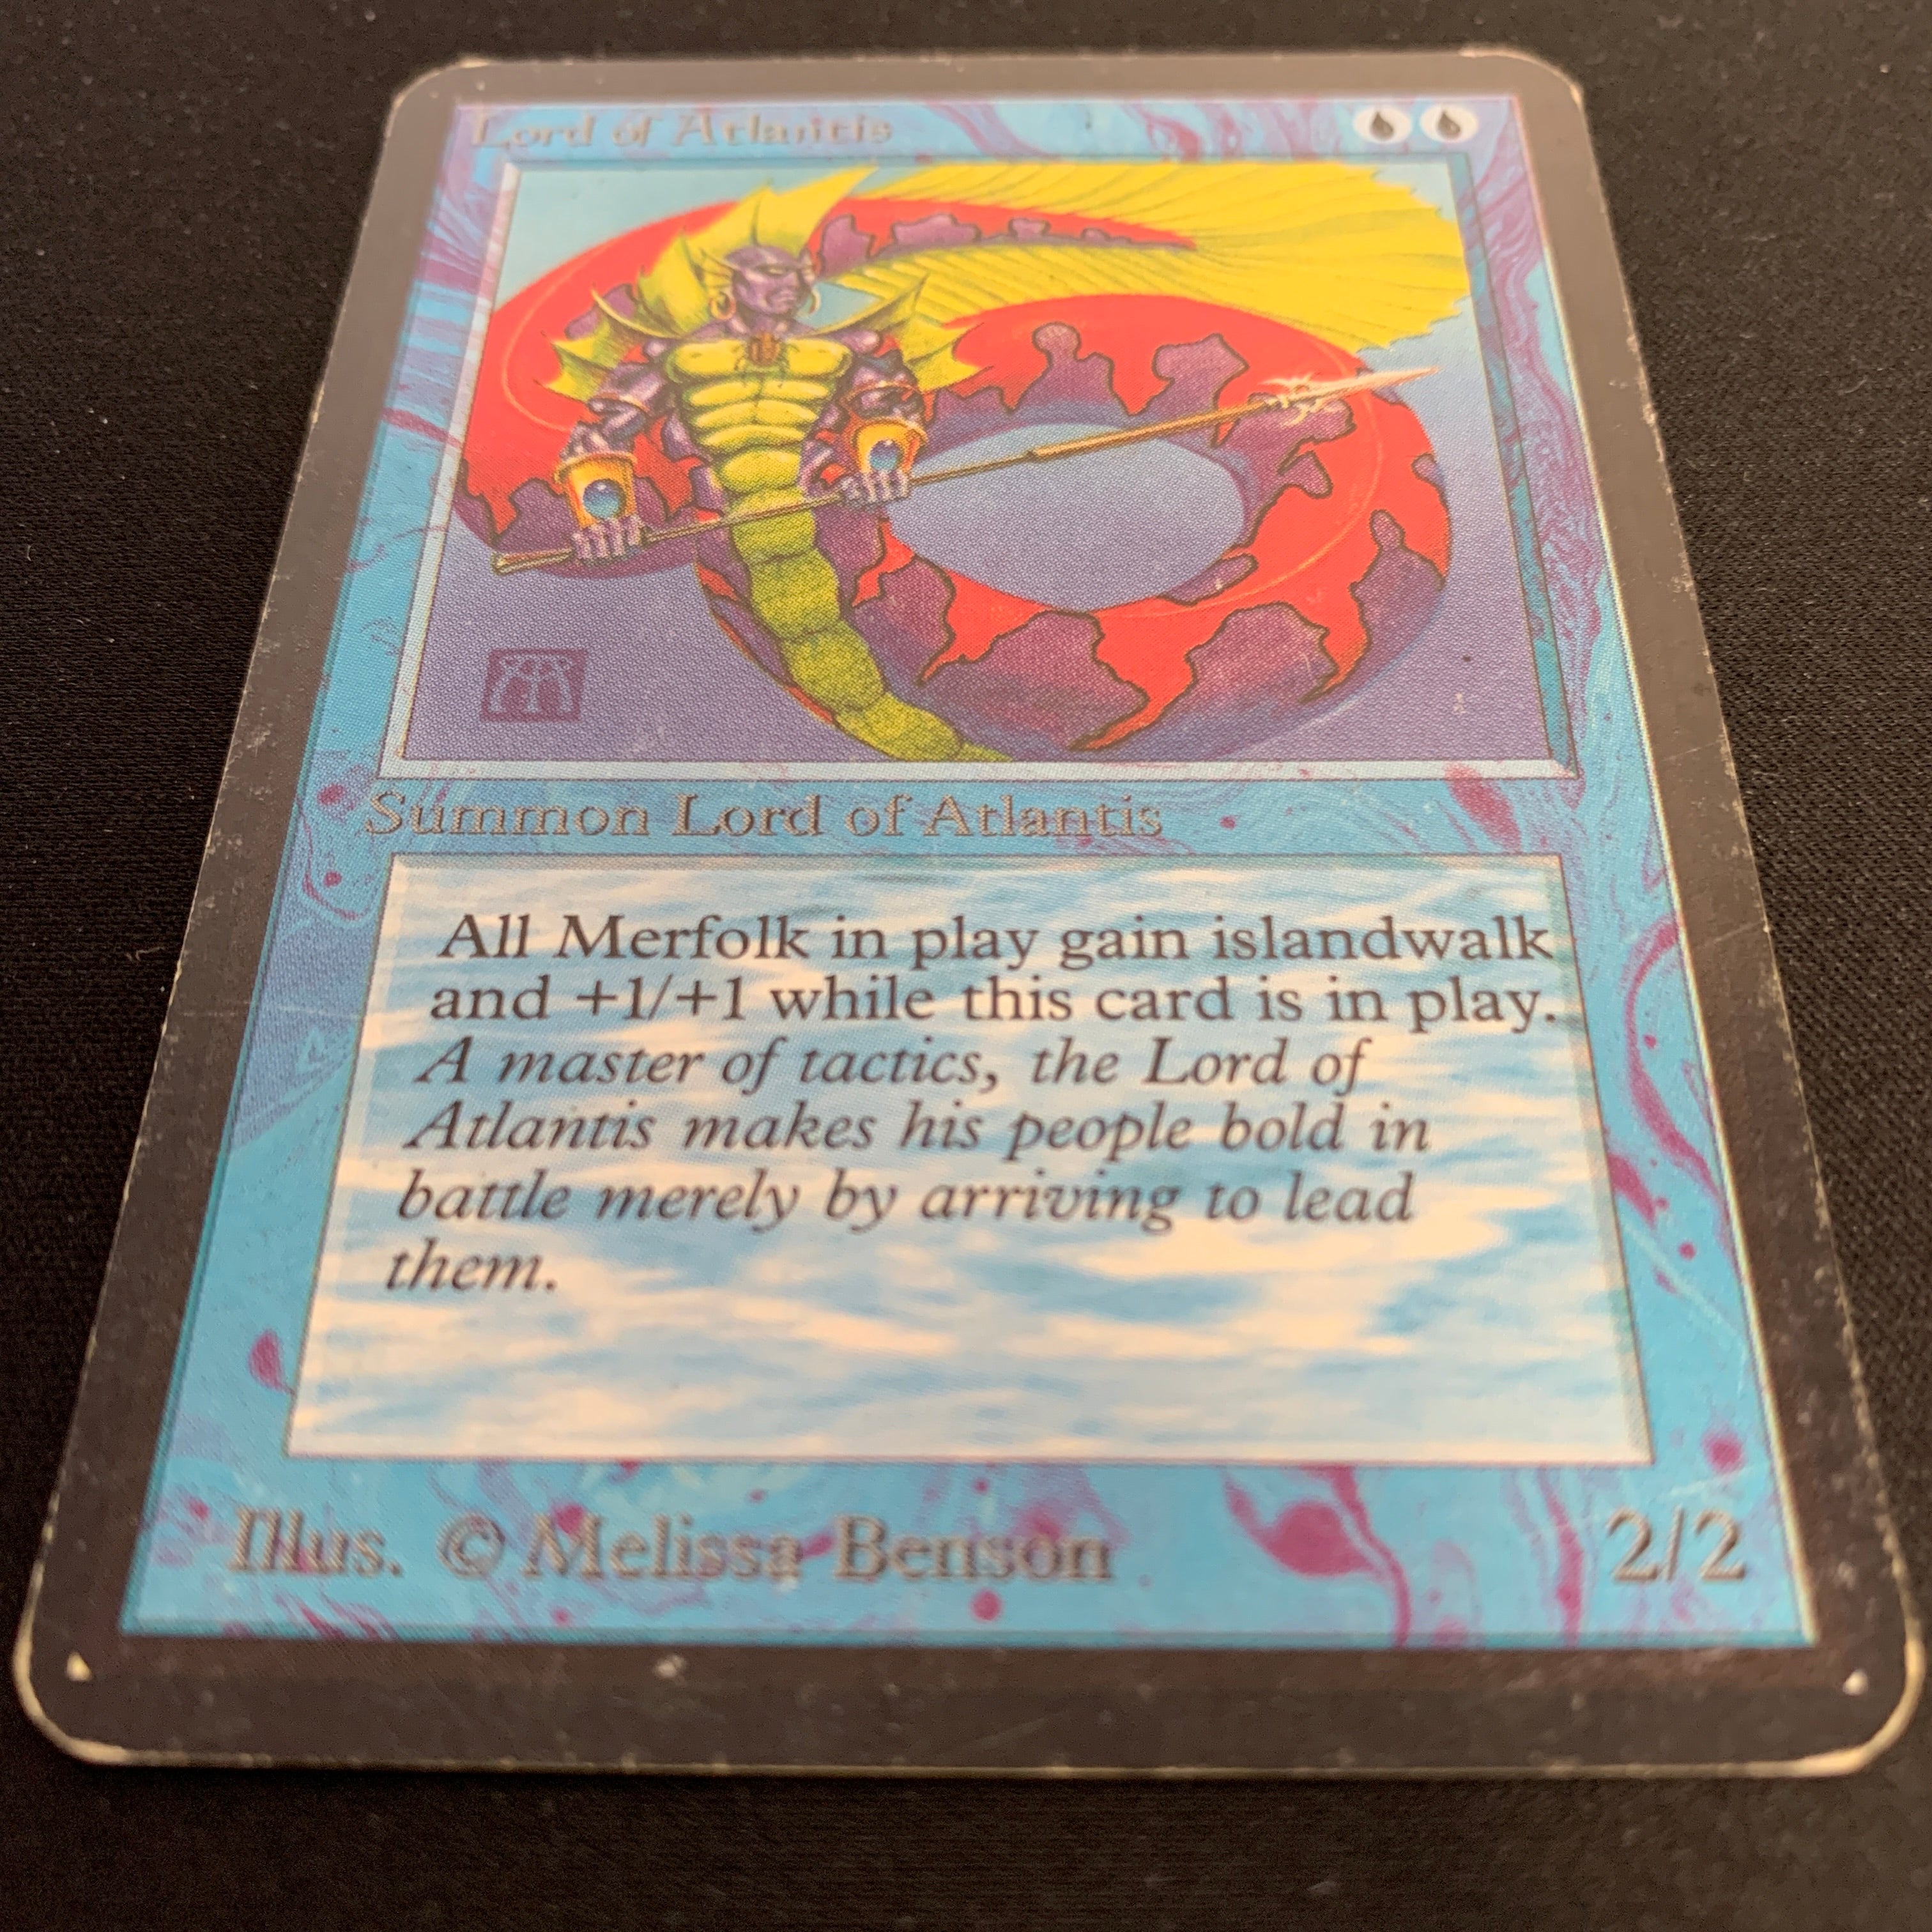 Lord of Atlantis
Summon Lord of Atlantis
All Merfolk in play gain islandwalk
and +1/+1 while this card is in play.
A master of tactics, the Lord of
Atlantis makes his people bold in
battle merely by arriving to lead
them.
Illus. © Melissa Benson
2/2